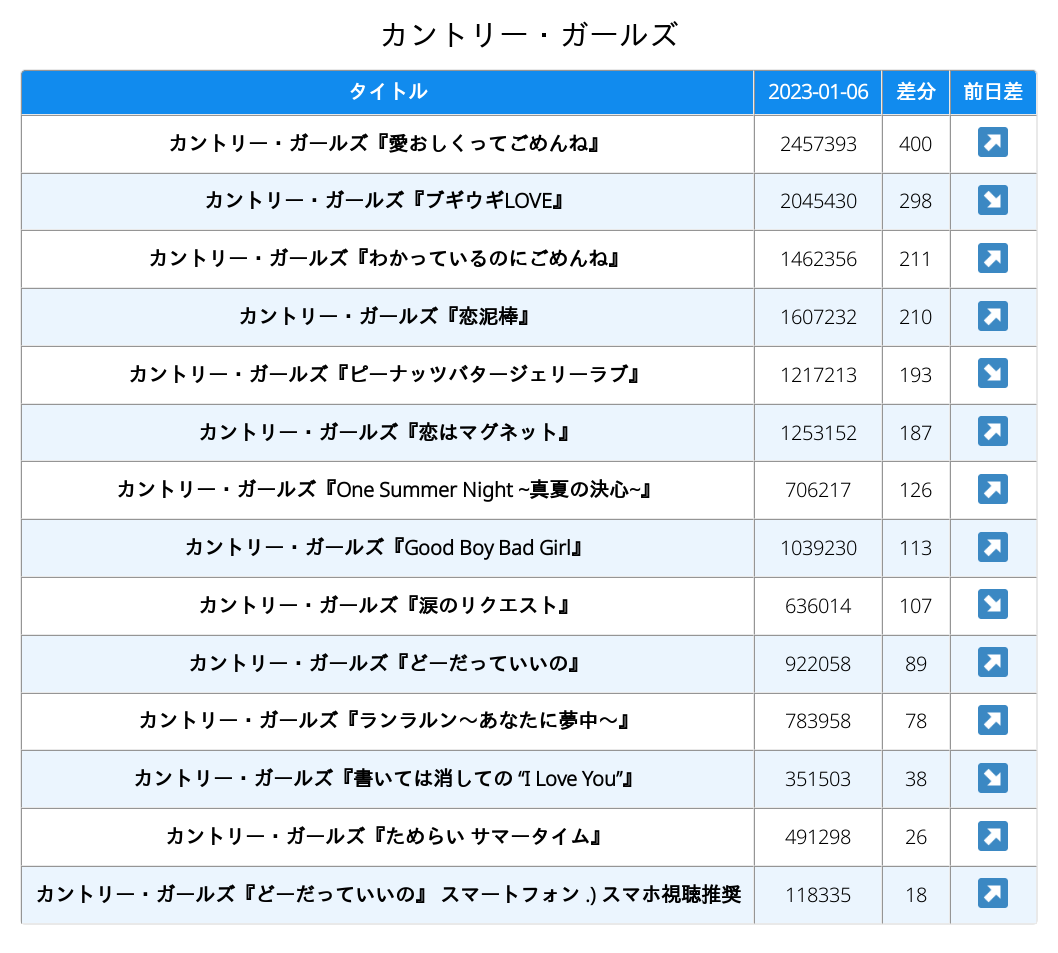 カントリー・ガールズ
タイトル 2023-01-06 差分 前日差
カントリー・ガールズ『愛おしくってごめんね』 2457393 400 ↗
カントリー・ガールズ『ブギウギLOVE』 2045430 298 ↘
カントリー・ガールズ『わかっているのにごめんね』 1462356 211 ↗
カントリー・ガールズ『恋泥棒』 1607232 210 ↗
カントリー・ガールズ『ピーナッツバタージェリーラブ』 1217213 193 ↘
カントリー・ガールズ『恋はマグネット』 1253152 187 ↗
カントリー・ガールズ『One Summer Night ~真夏の決心~』 706217 126 ↗
カントリー・ガールズ『Good Boy Bad Girl』 1039230 113 ↗
カントリー・ガールズ『涙のリクエスト』 636014 107 ↘
カントリー・ガールズ『どーだっていいの』 922058 89 ↗
カントリー・ガールズ『ランラルン～あなたに夢中～』 783958 78 ↗
カントリー・ガールズ『書いては消しての “I Love You”』 351503 38 ↘
カントリー・ガールズ『ためらい サマータイム』 491298 26 ↗
カントリー・ガールズ『どーだっていいの』 スマートフォン .) スマホ視聴推奨 118335 18 ↗